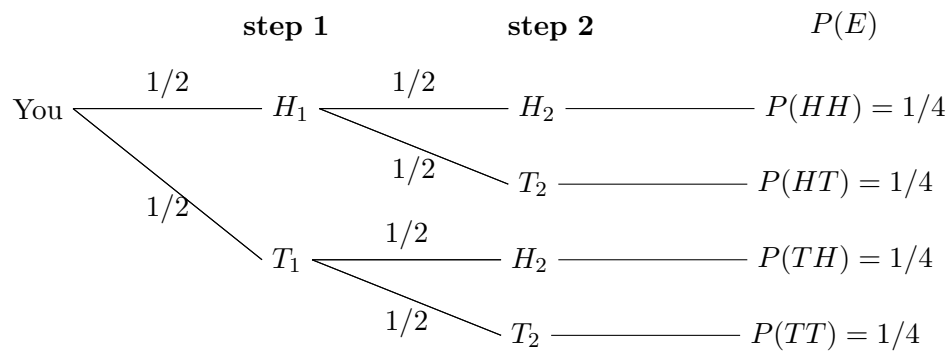 step 1 step 2 P(E)
1/2 1/2
You H₁ H₂ P(HH) = 1/4
1/2 T₂ P(HT) = 1/4
1/2 1/2
T₁ H₂ P(TH) = 1/4
1/2
T₂ P(TT) = 1/4